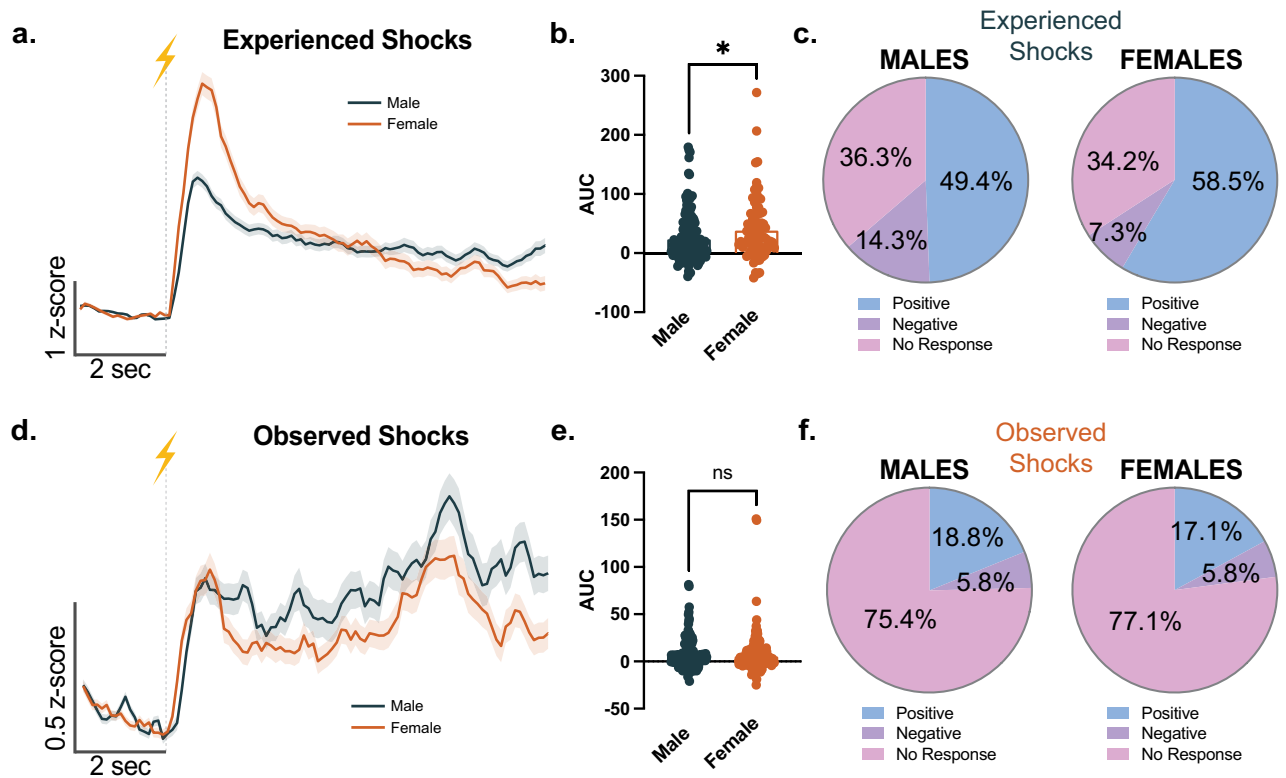 a.
Experienced Shocks
Male
Female
1 z-score
2 sec
b.
*
300
200
100
0
-100
AUC
Male
Female
c.
Experienced
Shocks
MALES
FEMALES
36.3%
49.4%
14.3%
34.2%
58.5%
7.3%
Positive
Negative
No Response
Positive
Negative
No Response
d.
Observed Shocks
Male
Female
0.5 z-score
2 sec
e.
ns
200
150
100
50
0
-50
AUC
Male
Female
f.
Observed
Shocks
MALES
FEMALES
18.8%
5.8%
75.4%
17.1%
5.8%
77.1%
Positive
Negative
No Response
Positive
Negative
No Response